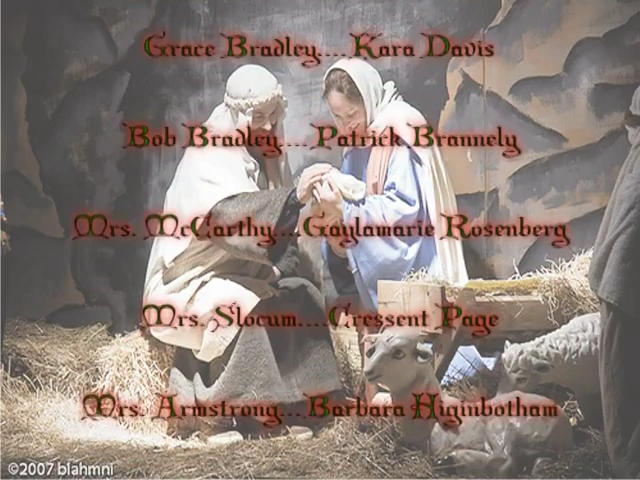 Grace Bradley....Kara Davis
Bob Bradley....Patrick Brannely
Mrs. McCarthy....Gaylamarie Rosenberg
Mrs. Slocum....Cressent Page
Mrs. Armstrong...Barbara Higinbotham
©2007 blahmni